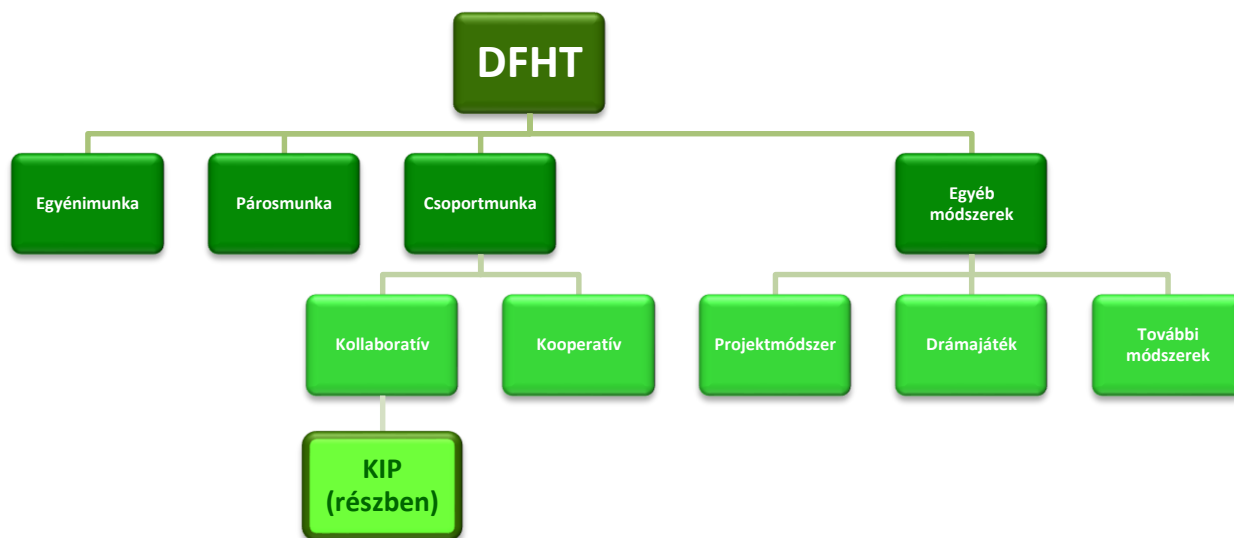 DFHT
Egyénimunka
Párosmunka
Csoportmunka
Egyéb
módszerek
Kollaboratív
Kooperatív
Projektmódszer
Drámajáték
További
módszerek
KIP
(részben)